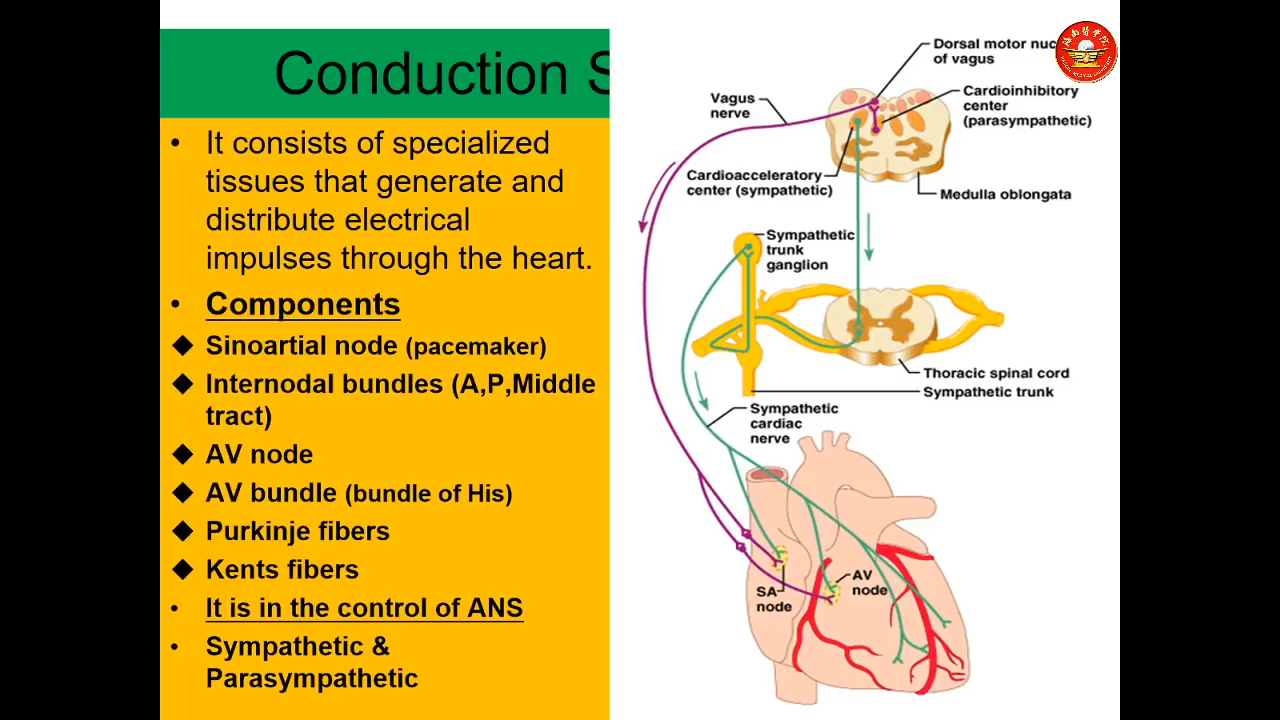 Conduction S
• It consists of specialized
tissues that generate and
distribute electrical
impulses through the heart.
• Components
◆ Sinoartial node (pacemaker)
◆ Internodal bundles (A,P,Middle
tract)
◆ AV node
◆ AV bundle (bundle of His)
◆ Purkinje fibers
◆ Kents fibers
• It is in the control of ANS
• Sympathetic &
Parasympathetic
Dorsal motor nuc
of vagus
Vagus
nerve
Cardioinhibitory
center
(parasympathetic)
Cardioacceleratory
center (sympathetic)
Medulla oblongata
Sympathetic
trunk
ganglion
Thoracic spinal cord
Sympathetic trunk
Sympathetic
cardiac
nerve
SA
node
AV
node